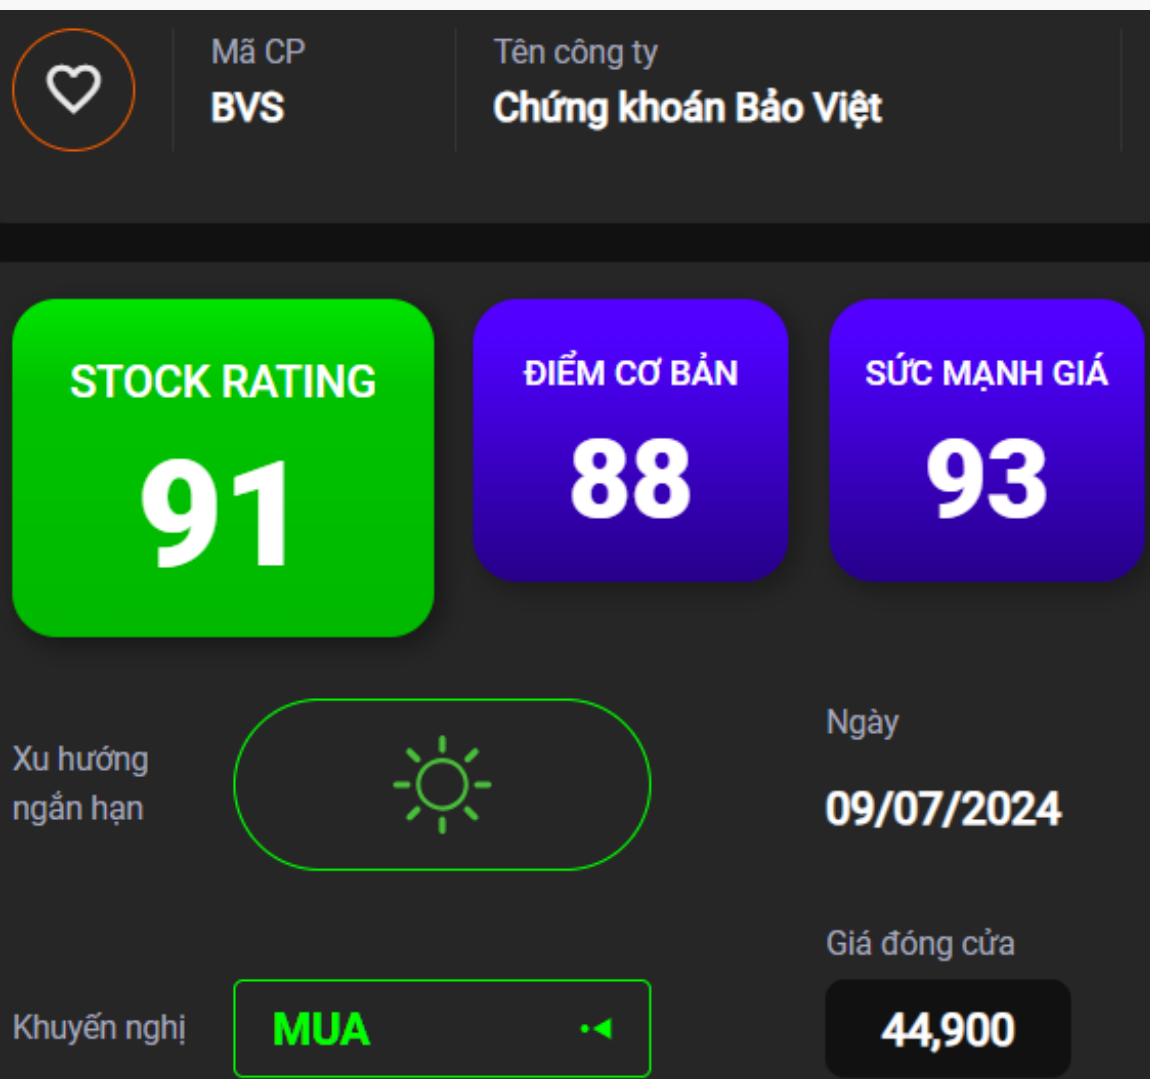 Mã CP
BVS
Tên công ty
Chứng khoán Bảo Việt
STOCK RATING
91
ĐIỂM CƠ BẢN
88
SỨC MẠNH GIÁ
93
Xu hướng
ngắn hạn
Ngày
09/07/2024
Khuyến nghị
MUA
Giá đóng cửa
44,900